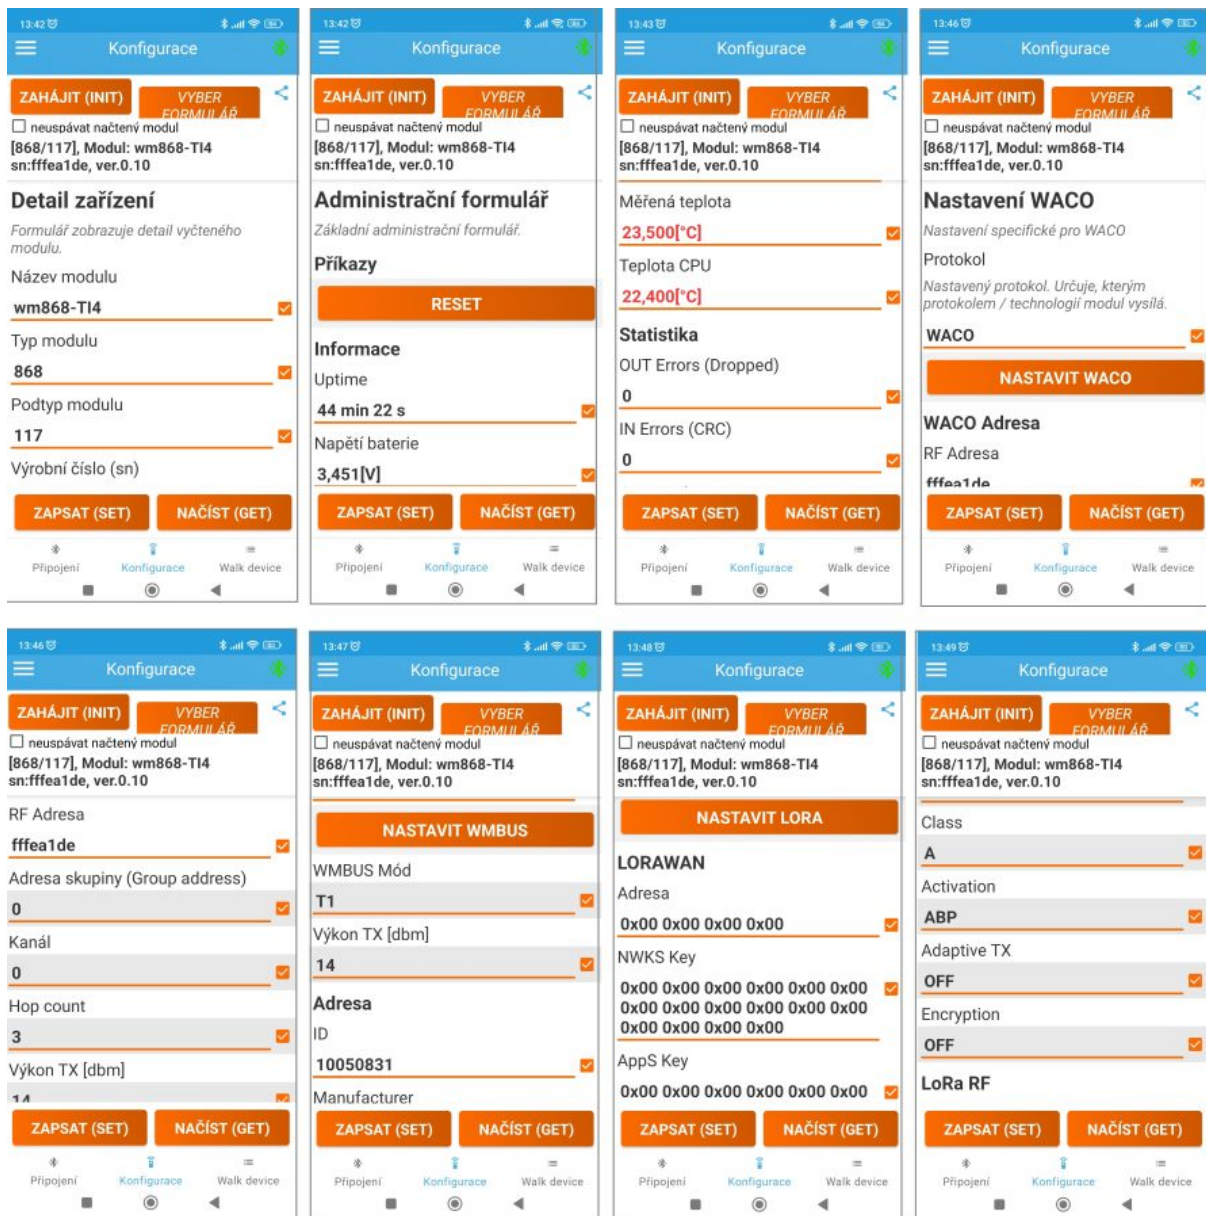 13:42
Konfigurace
ZAHÁJIT (INIT)
VYBER
FORMULÁŘ
neuspávat načtený modul
[868/117], Modul: wm868-TI4
sn:fffea1de, ver.0.10
Detail zařízení
Formulář zobrazuje detail vyčteného
modulu.
Název modulu
wm868-TI4
Typ modulu
868
Podtyp modulu
117
Výrobní číslo (sn)
ZAPSAT (SET)
NAČÍST (GET)
Připojení
Konfigurace
Walk device
13:42
Konfigurace
ZAHÁJIT (INIT)
VYBER
FORMULÁŘ
neuspávat načtený modul
[868/117], Modul: wm868-TI4
sn:fffea1de, ver.0.10
Administrační formulář
Základní administrační formulář.
Příkazy
RESET
Informace
Uptime
44 min 22 s
Napětí baterie
3,451[V]
ZAPSAT (SET)
NAČÍST (GET)
Připojení
Konfigurace
Walk device
13:43
Konfigurace
ZAHÁJIT (INIT)
VYBER
FORMULÁŘ
neuspávat načtený modul
[868/117], Modul: wm868-TI4
sn:fffea1de, ver.0.10
Měřená teplota
23,500[°C]
Teplota CPU
22,400[°C]
Statistika
OUT Errors (Dropped)
0
IN Errors (CRC)
0
ZAPSAT (SET)
NAČÍST (GET)
Připojení
Konfigurace
Walk device
13:46
Konfigurace
ZAHÁJIT (INIT)
VYBER
FORMULÁŘ
neuspávat načtený modul
[868/117], Modul: wm868-TI4
sn:fffea1de, ver.0.10
Nastavení WACO
Nastavení specifické pro WACO
Protokol
Nastavený protokol. Určuje, kterým
protokolem / technologií modul vysílá.
WACO
NASTAVIT WACO
WACO Adresa
RF Adresa
fffea1de
ZAPSAT (SET)
NAČÍST (GET)
Připojení
Konfigurace
Walk device
13:46
Konfigurace
ZAHÁJIT (INIT)
VYBER
FORMULÁŘ
neuspávat načtený modul
[868/117], Modul: wm868-TI4
sn:fffea1de, ver.0.10
RF Adresa
fffea1de
Adresa skupiny (Group address)
0
Kanál
0
Hop count
3
Výkon TX [dbm]
14
ZAPSAT (SET)
NAČÍST (GET)
Připojení
Konfigurace
Walk device
13:47
Konfigurace
ZAHÁJIT (INIT)
VYBER
FORMULÁŘ
neuspávat načtený modul
[868/117], Modul: wm868-TI4
sn:fffea1de, ver.0.10
NASTAVIT WMBUS
WMBUS Mód
T1
Výkon TX [dbm]
14
Adresa
ID
10050831
Manufacturer
ZAPSAT (SET)
NAČÍST (GET)
Připojení
Konfigurace
Walk device
13:48
Konfigurace
ZAHÁJIT (INIT)
VYBER
FORMULÁŘ
neuspávat načtený modul
[868/117], Modul: wm868-TI4
sn:fffea1de, ver.0.10
NASTAVIT LORA
LORAWAN
Adresa
0x00 0x00 0x00 0x00
NWKS Key
0x00 0x00 0x00 0x00 0x00 0x00
0x00 0x00 0x00 0x00 0x00 0x00
0x00 0x00 0x00 0x00
AppS Key
0x00 0x00 0x00 0x00 0x00 0x00
ZAPSAT (SET)
NAČÍST (GET)
Připojení
Konfigurace
Walk device
13:49
Konfigurace
ZAHÁJIT (INIT)
VYBER
FORMULÁŘ
neuspávat načtený modul
[868/117], Modul: wm868-TI4
sn:fffea1de, ver.0.10
Class
A
Activation
ABP
Adaptive TX
OFF
Encryption
OFF
LoRa RF
ZAPSAT (SET)
NAČÍST (GET)
Připojení
Konfigurace
Walk device